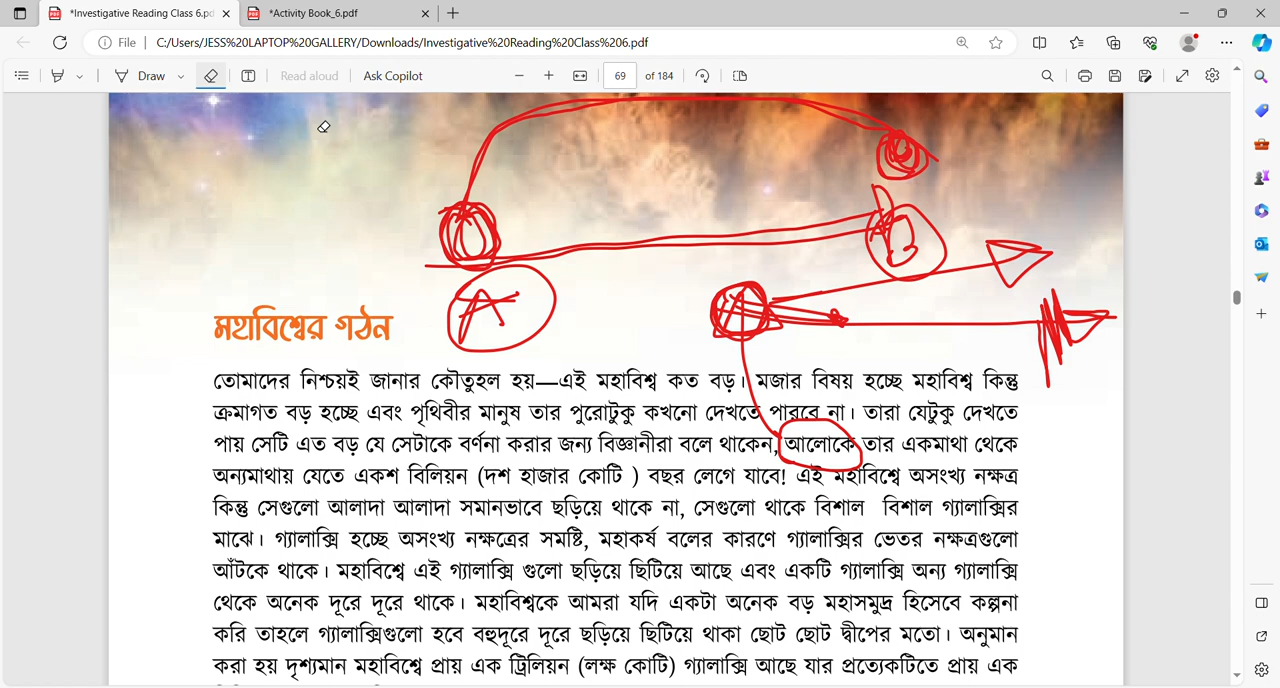 *Investigative Reading Class 6.pd
*Activity Book_6.pdf
File C:/Users/JESS%20LAPTOP%20GALLERY/Downloads/Investigative%20Reading%20Class%206.pdf
Draw Read aloud Ask Copilot 69 of 184
B
A
A
মহাবিশ্বের গঠন
তোমাদের নিশ্চয়ই জানার কৌতুহল হয়—এই মহাবিশ্ব কত বড়। মজার বিষয় হচ্ছে মহাবিশ্ব কিন্তু
ক্রমাগত বড় হচ্ছে এবং পৃথিবীর মানুষ তার পুরোটুকু কখনো দেখতে পারবে না। তারা যেটুকু দেখতে
পায় সেটি এত বড় যে সেটাকে বর্ণনা করার জন্য বিজ্ঞানীরা বলে থাকেন, আলোকে তার একমাথা থেকে
অন্যমাথায় যেতে একশ বিলিয়ন (দশ হাজার কোটি ) বছর লেগে যাবে! এই মহাবিশ্বে অসংখ্য নক্ষত্র
কিন্তু সেগুলো আলাদা আলাদা সমানভাবে ছড়িয়ে থাকে না, সেগুলো থাকে বিশাল বিশাল গ্যালাক্সির
মাঝে। গ্যালাক্সি হচ্ছে অসংখ্য নক্ষত্রের সমষ্টি, মহাকর্ষ বলের কারণে গ্যালাক্সির ভেতর নক্ষত্রগুলো
আঁটকে থাকে। মহাবিশ্বে এই গ্যালাক্সি গুলো ছড়িয়ে ছিটিয়ে আছে এবং একটি গ্যালাক্সি অন্য গ্যালাক্সি
থেকে অনেক দূরে দূরে থাকে। মহাবিশ্বকে আমরা যদি একটা অনেক বড় মহাসমুদ্র হিসেবে কল্পনা
করি তাহলে গ্যালাক্সিগুলো হবে বহুদূরে দূরে ছড়িয়ে ছিটিয়ে থাকা ছোট ছোট দ্বীপের মতো। অনুমান
করা হয় দৃশ্যমান মহাবিশ্বে প্রায় এক ট্রিলিয়ন (লক্ষ কোটি) গ্যালাক্সি আছে যার প্রত্যেকটিতে প্রায় এক